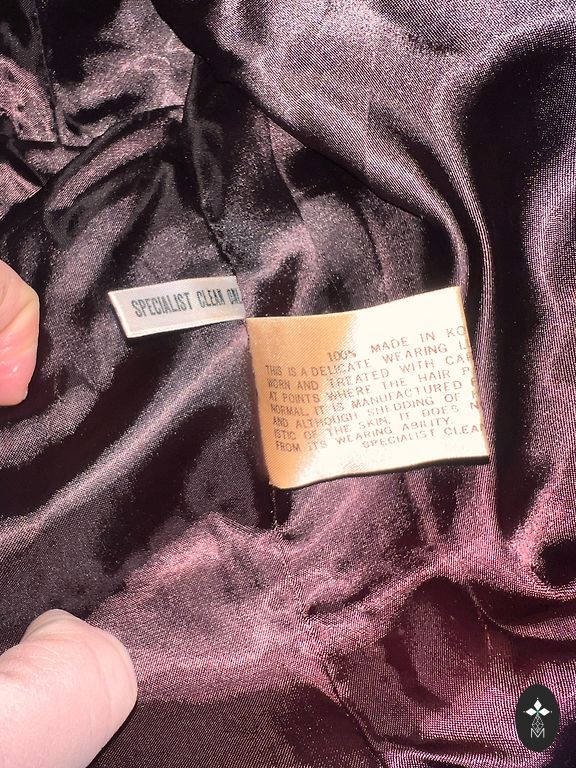 SPECIALIST CLEAN
100% MADE IN KO
THIS IS A DELICATE WEARING
WORN AND TREATED WITH CA
AT POINTS WHERE THE HAIR
NORMAL. IT IS MANUFACTURED
AND ALTHOUGH SHEDDING OF
ISTIC OF THE SKIN. IT DOES N
FROM ITS WEARING ABILITY.
SPECIALIST CLEA